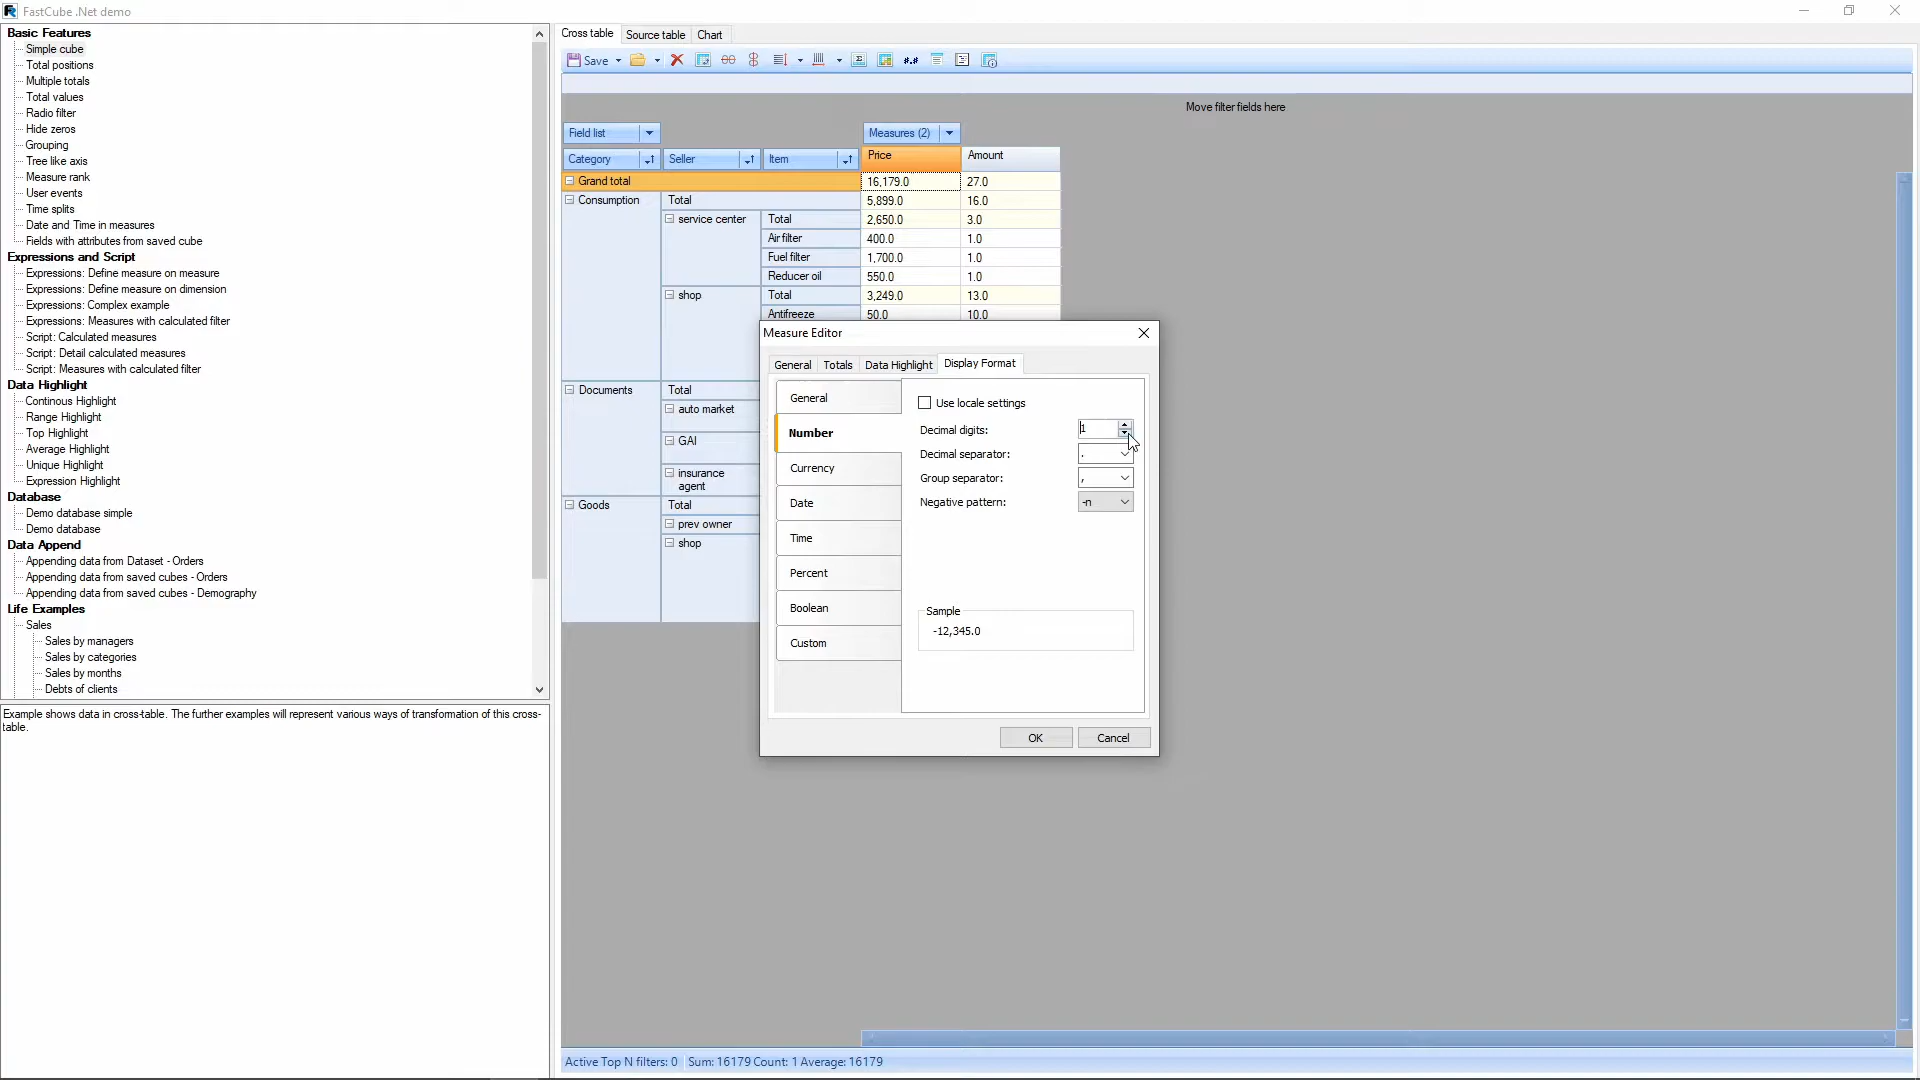 FastCube .Net demo
Basic Features
Simple cube
Total positions
Multiple totals
Total values
Radio filter
Hide zeros
Grouping
Tree like axis
Measure rank
User events
Time splits
Date and Time in measures
Fields with attributes from saved cube
Expressions and Script
Expressions: Define measure on measure
Expressions: Define measure on dimension
Expressions: Complex example
Expressions: Measures with calculated filter
Script: Calculated measures
Script: Detail calculated measures
Script: Measures with calculated filter
Data Highlight
Continous Highlight
Range Highlight
Top Highlight
Average Highlight
Unique Highlight
Expression Highlight
Database
Demo database simple
Demo database
Data Append
Appending data from Dataset - Orders
Appending data from saved cubes - Orders
Appending data from saved cubes - Demography
Life Examples
Sales
Sales by managers
Sales by categories
Sales by months
Debts of clients
Example shows data in cross-table. The further examples will represent various ways of transformation of this cross-
table.
Cross table Source table Chart
Save #.#
Move filter fields here
Field list Measures (2)
Category Seller Item Price Amount
Grand total 16,179.0 27.0
Consumption Total 5,899.0 16.0
service center Total 2,650.0 3.0
Air filter 400.0 1.0
Fuel filter 1,700.0 1.0
Reducer oil 550.0 1.0
shop Total 3,249.0 13.0
Antifreeze 50.0 10.0
Documents Total
auto market
GAI
insurance
agent
Goods Total
prev owner
shop
Measure Editor
General Totals Data Highlight Display Format
General
Number
Currency
Date
Time
Percent
Boolean
Custom
Use locale settings
Decimal digits: 1
Decimal separator: .
Group separator: ,
Negative pattern: -n
Sample
-12,345.0
OK Cancel
Active Top N filters: 0 Sum: 16179 Count: 1 Average: 16179